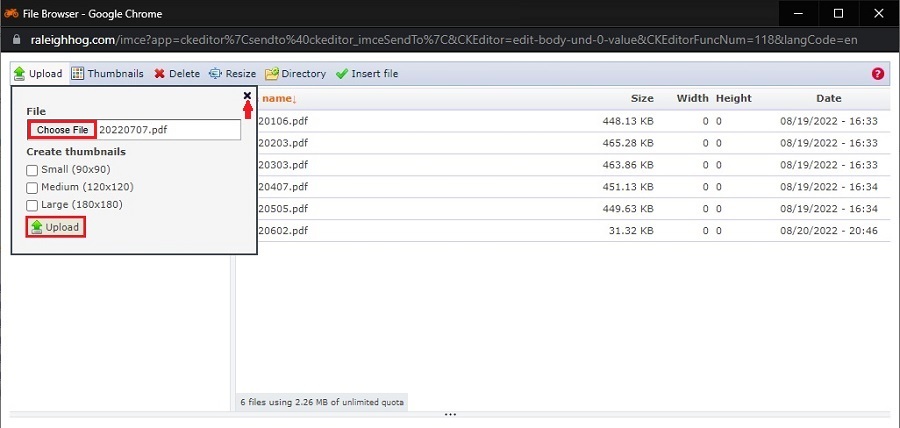 File Browser - Google Chrome
raleighhog.com/imce?app=ckeditor%7Csendto%40ckeditor_imceSendTo%7C&CKEditor=edit-body-und-0-value&CKEditorFuncNum=118&langCode=en
Upload Thumbnails Delete Resize Directory Insert file ?
File
Choose File 20220707.pdf
Create thumbnails
Small (90x90)
Medium (120x120)
Large (180x180)
Upload
name↓ Size Width Height Date
20106.pdf 448.13 KB 0 0 08/19/2022 - 16:33
20203.pdf 465.28 KB 0 0 08/19/2022 - 16:33
20303.pdf 463.86 KB 0 0 08/19/2022 - 16:33
20407.pdf 451.13 KB 0 0 08/19/2022 - 16:34
20505.pdf 449.63 KB 0 0 08/19/2022 - 16:34
20602.pdf 31.32 KB 0 0 08/20/2022 - 20:46
6 files using 2.26 MB of unlimited quota